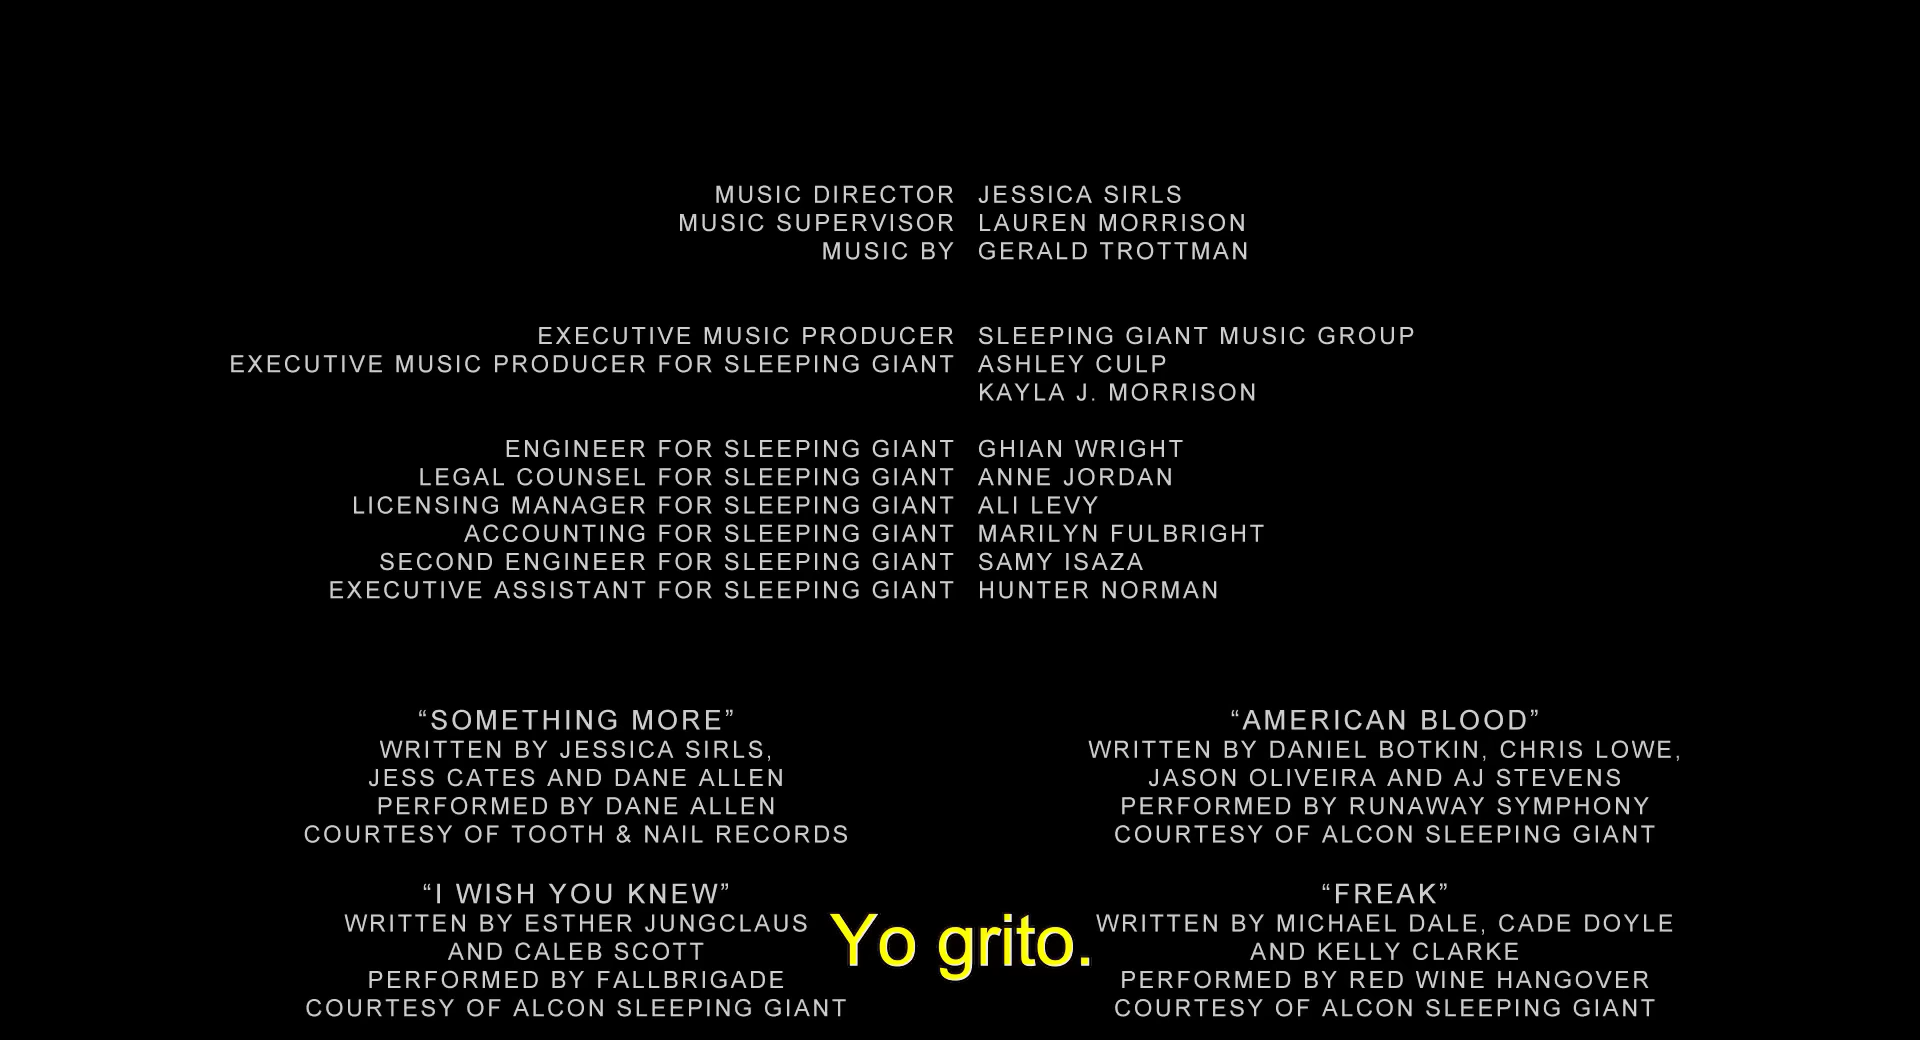 MUSIC DIRECTOR JESSICA SIRLS
MUSIC SUPERVISOR LAUREN MORRISON
MUSIC BY GERALD TROTTMAN
EXECUTIVE MUSIC PRODUCER SLEEPING GIANT MUSIC GROUP
EXECUTIVE MUSIC PRODUCER FOR SLEEPING GIANT ASHLEY CULP
KAYLA J. MORRISON
ENGINEER FOR SLEEPING GIANT GHIAN WRIGHT
LEGAL COUNSEL FOR SLEEPING GIANT ANNE JORDAN
LICENSING MANAGER FOR SLEEPING GIANT ALI LEVY
ACCOUNTING FOR SLEEPING GIANT MARILYN FULBRIGHT
SECOND ENGINEER FOR SLEEPING GIANT SAMY ISAZA
EXECUTIVE ASSISTANT FOR SLEEPING GIANT HUNTER NORMAN
“SOMETHING MORE”
WRITTEN BY JESSICA SIRLS,
JESS CATES AND DANE ALLEN
PERFORMED BY DANE ALLEN
COURTESY OF TOOTH & NAIL RECORDS
“AMERICAN BLOOD”
WRITTEN BY DANIEL BOTKIN, CHRIS LOWE,
JASON OLIVEIRA AND AJ STEVENS
PERFORMED BY RUNAWAY SYMPHONY
COURTESY OF ALCON SLEEPING GIANT
“I WISH YOU KNEW”
WRITTEN BY ESTHER JUNGCLAUS
AND CALEB SCOTT
PERFORMED BY FALLBRIGADE
COURTESY OF ALCON SLEEPING GIANT
“FREAK”
WRITTEN BY MICHAEL DALE, CADE DOYLE
AND KELLY CLARKE
PERFORMED BY RED WINE HANGOVER
COURTESY OF ALCON SLEEPING GIANT
Yo grito.